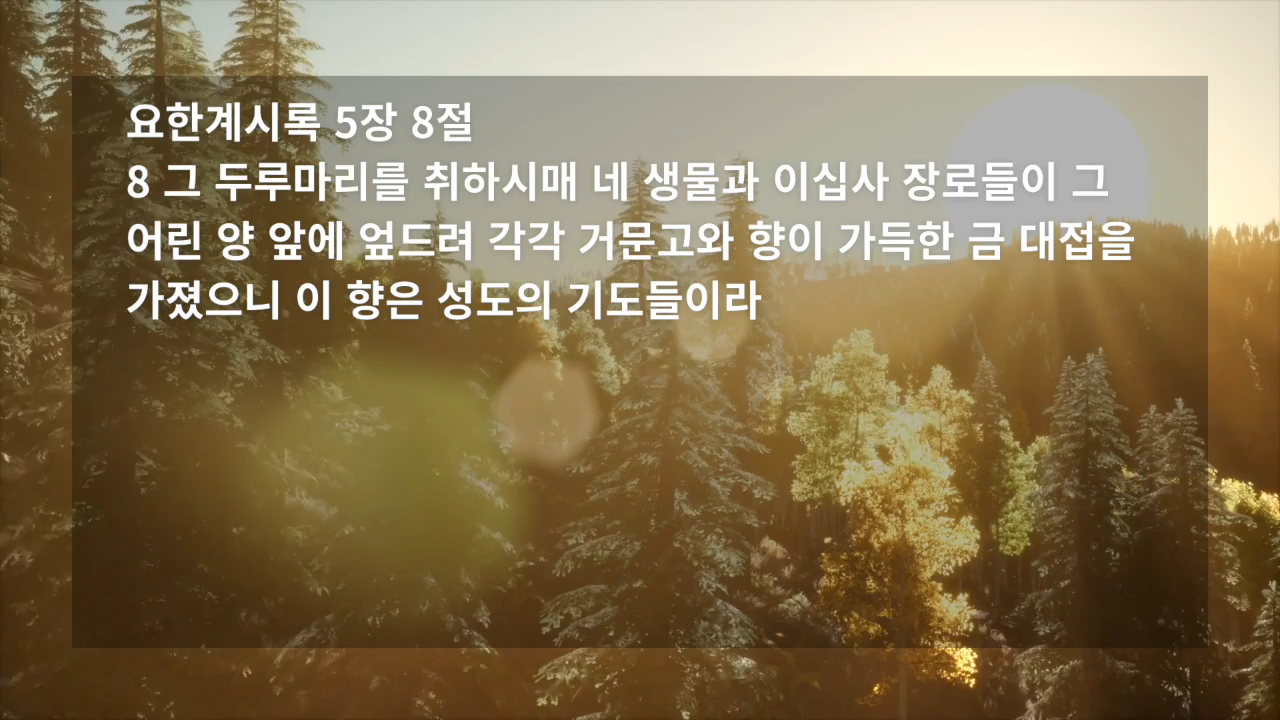 요한계시록 5장 8절
8 그 두루마리를 취하시매 네 생물과 이십사 장로들이 그
어린 양 앞에 엎드려 각각 거문고와 향이 가득한 금 대접을
가졌으니 이 향은 성도의 기도들이라